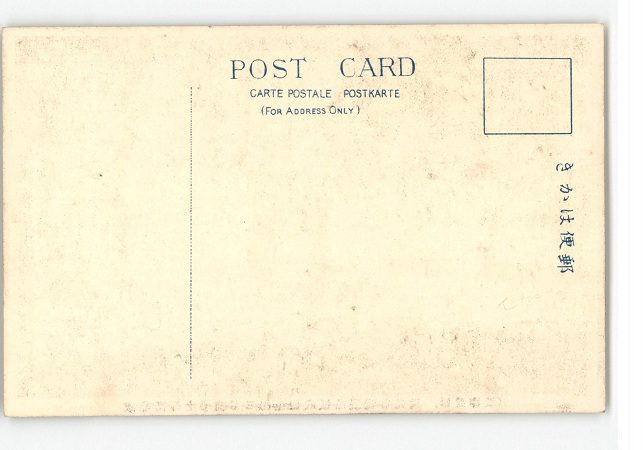 POST CARD
CARTE POSTALE POSTKARTE
(FOR ADDRESS ONLY)
きかは便郵